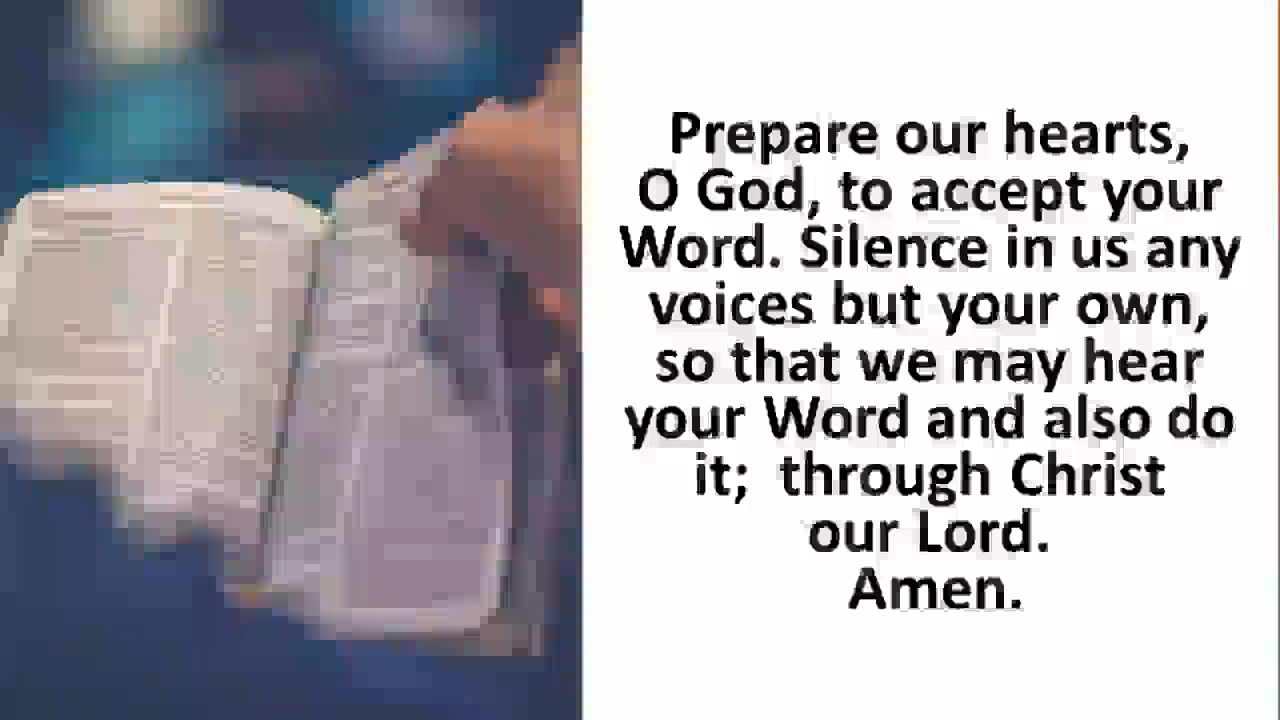 Prepare our hearts,
O God, to accept your
Word. Silence in us any
voices but your own,
so that we may hear
your Word and also do
it;  through Christ
our Lord.
Amen.